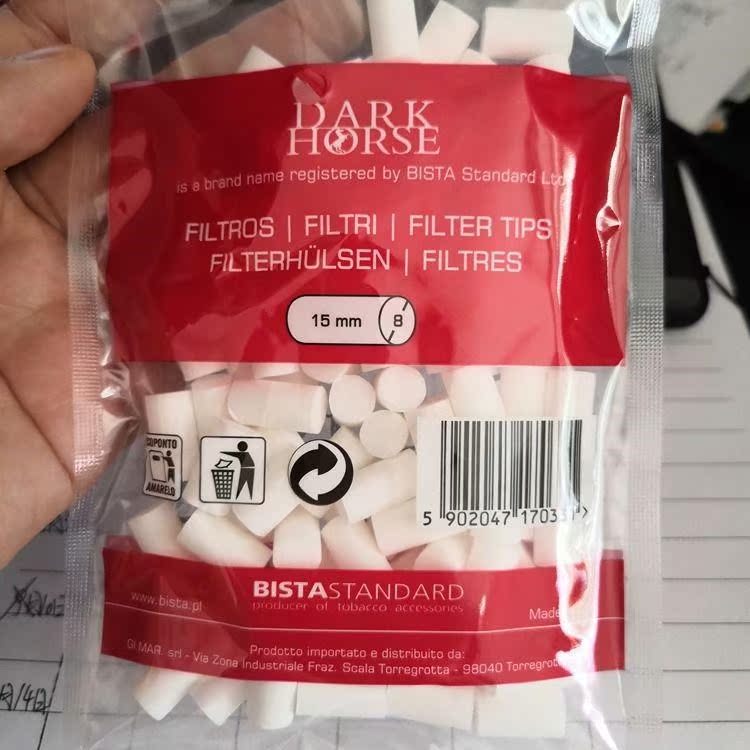 DARK
HORSE
is a brand name registered by BISTA Standard Ltd
FILTROS | FILTRI | FILTER TIPS
FILTERHÜLSEN | FILTRES
15 mm 8
ECOPONTO
AMARELO
5 902047 17033
BISTASTANDARD
www.bista.pl producer of tobacco accessories Made
GI.MAR. srl - Via Zona Industriale Fraz. Scala Torregrotta - 98040
Prodotto importato e distribuito da: